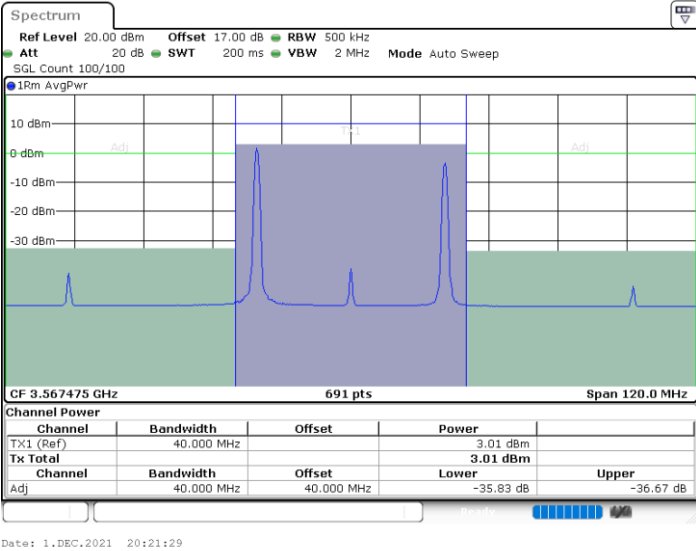 Spectrum
Ref Level 20.00 dBm Offset 17.00 dB RBW 500 kHz
Att 20 dB SWT 200 ms VBW 2 MHz Mode Auto Sweep
SGL Count 100/100
1Rm AvgPwr
10 dBm
TX1
Adj Adj
0 dBm
-10 dBm
-20 dBm
-30 dBm
CF 3.567475 GHz 691 pts Span 120.0 MHz
Channel Power
Channel Bandwidth Offset Power
TX1 (Ref) 40.000 MHz 3.01 dBm
Tx Total 3.01 dBm
Channel Bandwidth Offset Lower Upper
Adj 40.000 MHz 40.000 MHz -35.83 dB -36.67 dB
Ready
Date: 1.DEC.2021 20:21:29